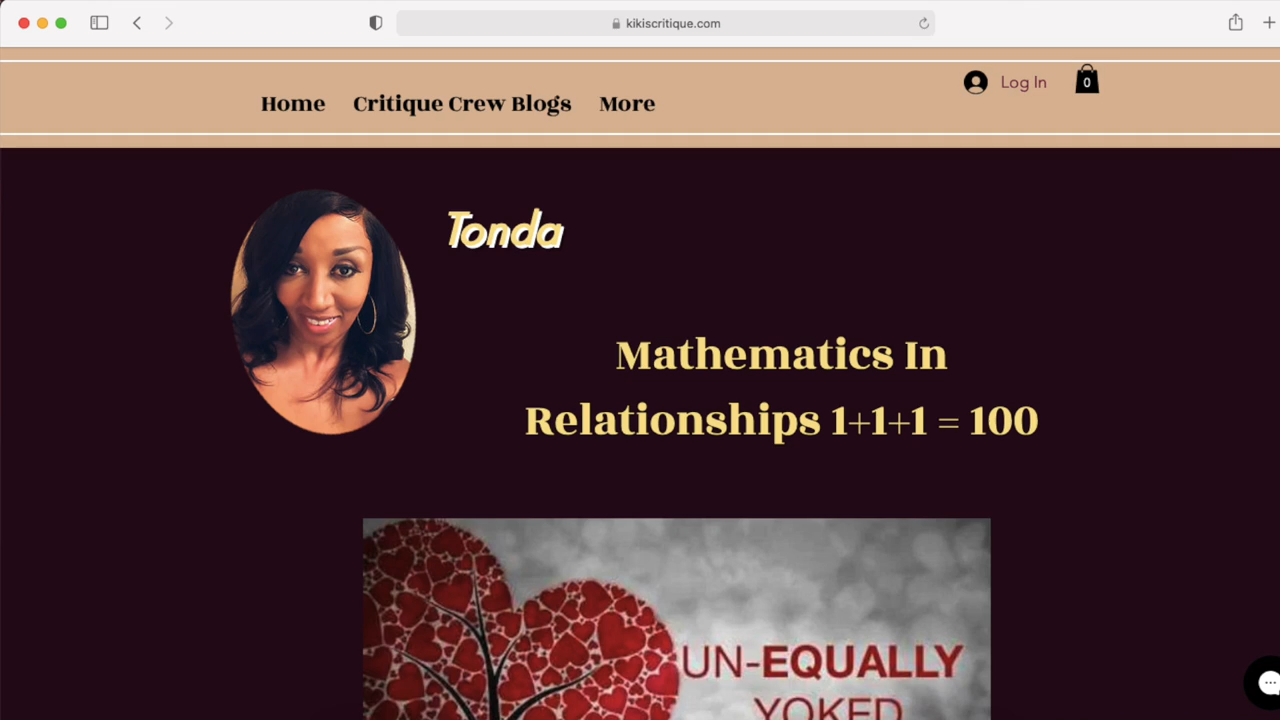 kikiscritique.com
Log In
0
Home Critique Crew Blogs More
Tonda
Mathematics In
Relationships 1+1+1 = 100
UN-EQUALLY
YOKED